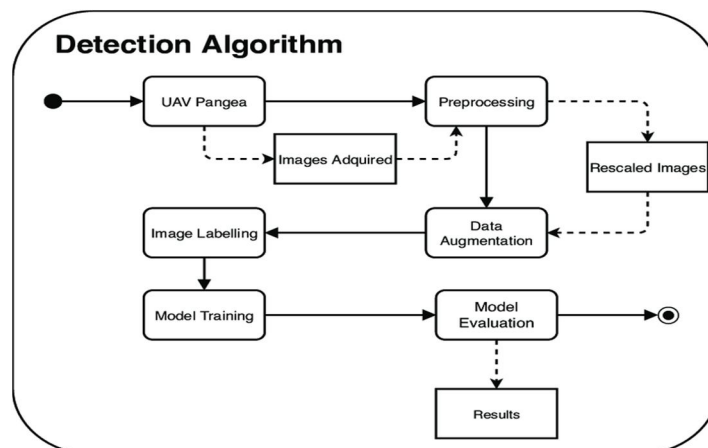 Detection Algorithm
UAV Pangea
Preprocessing
Images Adquired
Rescaled Images
Image Labelling
Data
Augmentation
Model Training
Model
Evaluation
Results